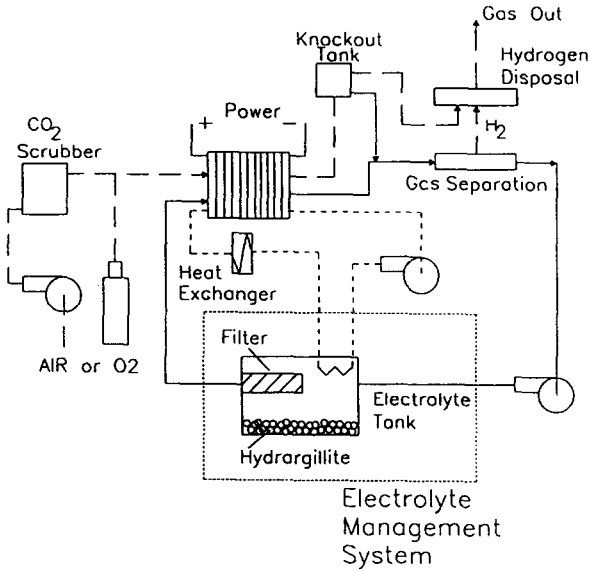 Gas Out
Knockout
Tank
Hydrogen
Disposal
+ Power −
CO2
Scrubber
H2
Gcs Separation
Heat
Exchanger
AIR or O2
Filter
Electrolyte
Tank
Hydrargillite
Electrolyte
Management
System